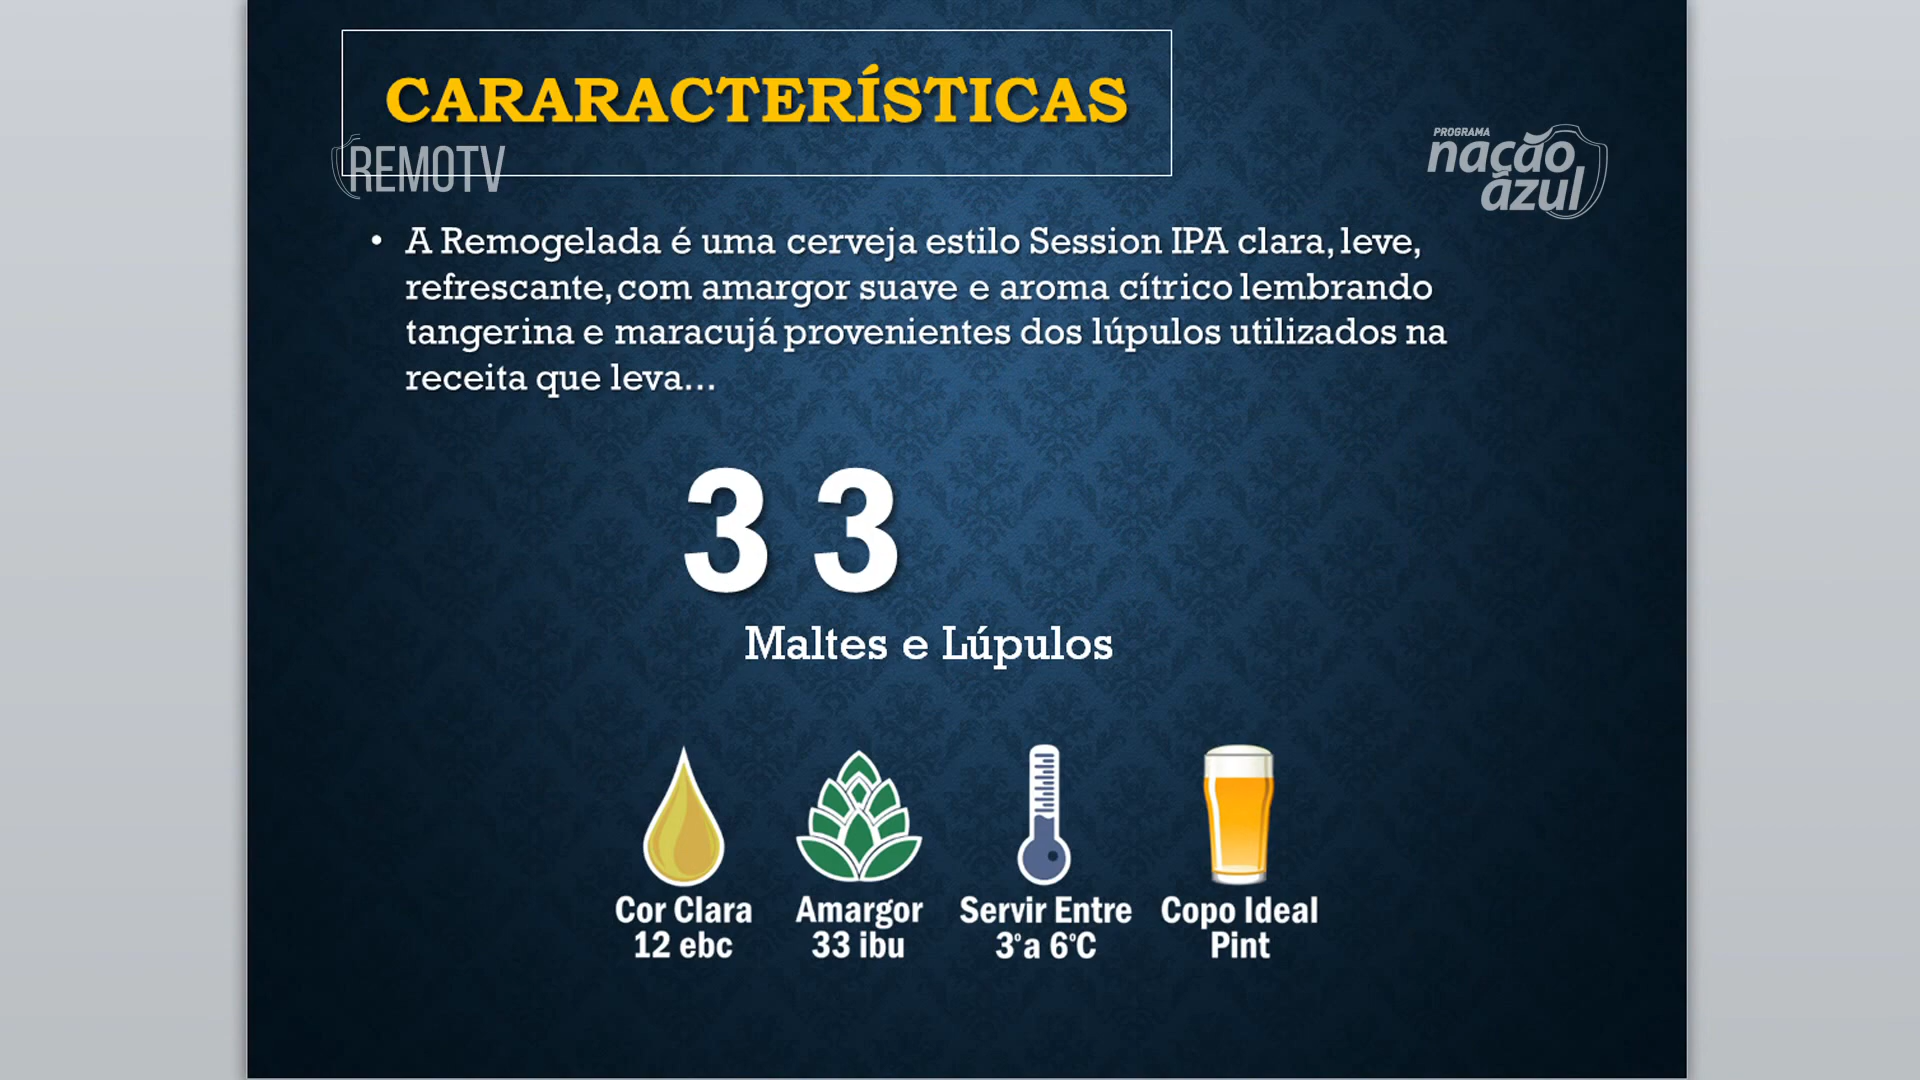 CARARACTERÍSTICAS
REMOTV
PROGRAMA
nação
azul
• A Remogelada é uma cerveja estilo Session IPA clara, leve,
refrescante, com amargor suave e aroma cítrico lembrando
tangerina e maracujá provenientes dos lúpulos utilizados na
receita que leva...
3 3
Maltes e Lúpulos
Cor Clara
12 ebc
Amargor
33 ibu
Servir Entre
3°a 6°C
Copo Ideal
Pint